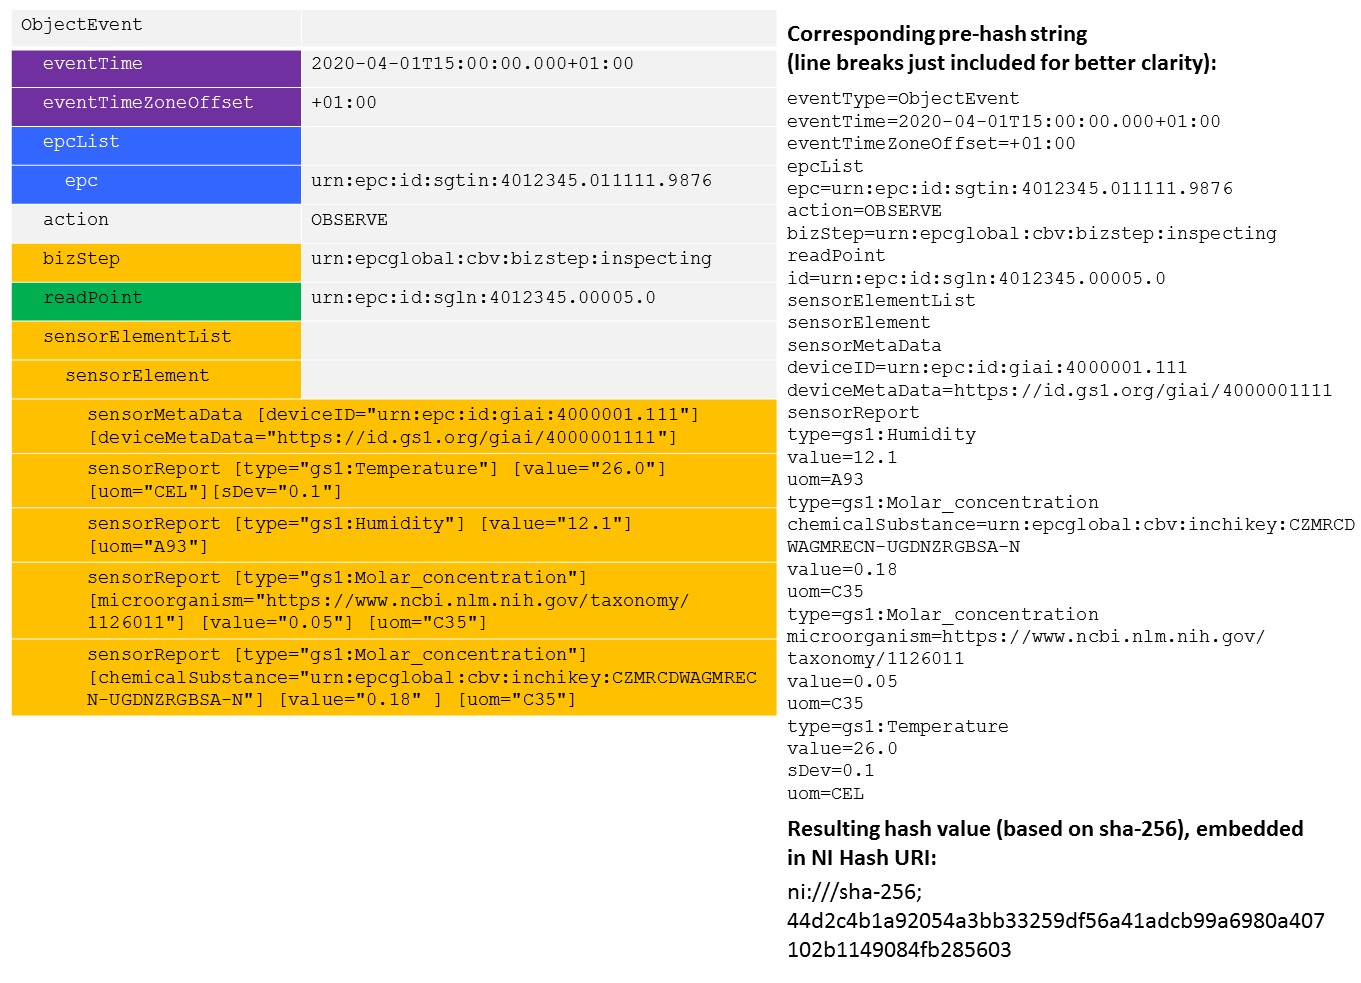 ObjectEvent
eventTime 2020-04-01T15:00:00.000+01:00
eventTimeZoneOffset +01:00
epcList
epc urn:epc:id:sgtin:4012345.011111.9876
action OBSERVE
bizStep urn:epcglobal:cbv:bizstep:inspecting
readPoint urn:epc:id:sgln:4012345.00005.0
sensorElementList
sensorElement
sensorMetaData [deviceID="urn:epc:id:giai:4000001.111"]
[deviceMetaData="https://id.gs1.org/giai/4000001111"]
sensorReport [type="gs1:Temperature"] [value="26.0"]
[uom="CEL"][sDev="0.1"]
sensorReport [type="gs1:Humidity"] [value="12.1"]
[uom="A93"]
sensorReport [type="gs1:Molar_concentration"]
[microorganism="https://www.ncbi.nlm.nih.gov/taxonomy/
1126011"] [value="0.05"] [uom="C35"]
sensorReport [type="gs1:Molar_concentration"]
[chemicalSubstance="urn:epcglobal:cbv:inchikey:CZMRCDWAGMREC
N-UGDNZRGBSA-N"] [value="0.18" ] [uom="C35"]
Corresponding pre-hash string
(line breaks just included for better clarity):
eventType=ObjectEvent
eventTime=2020-04-01T15:00:00.000+01:00
eventTimeZoneOffset=+01:00
epcList
epc=urn:epc:id:sgtin:4012345.011111.9876
action=OBSERVE
bizStep=urn:epcglobal:cbv:bizstep:inspecting
readPoint
id=urn:epc:id:sgln:4012345.00005.0
sensorElementList
sensorElement
sensorMetaData
deviceID=urn:epc:id:giai:4000001.111
deviceMetaData=https://id.gs1.org/giai/4000001111
sensorReport
type=gs1:Humidity
value=12.1
uom=A93
type=gs1:Molar_concentration
chemicalSubstance=urn:epcglobal:cbv:inchikey:CZMRCD
WAGMRECN-UGDNZRGBSA-N
value=0.18
uom=C35
type=gs1:Molar_concentration
microorganism=https://www.ncbi.nlm.nih.gov/
taxonomy/1126011
value=0.05
uom=C35
type=gs1:Temperature
value=26.0
sDev=0.1
uom=CEL
Resulting hash value (based on sha-256), embedded
in NI Hash URI:
ni:///sha-256;
44d2c4b1a92054a3bb33259df56a41adcb99a6980a407
102b1149084fb285603